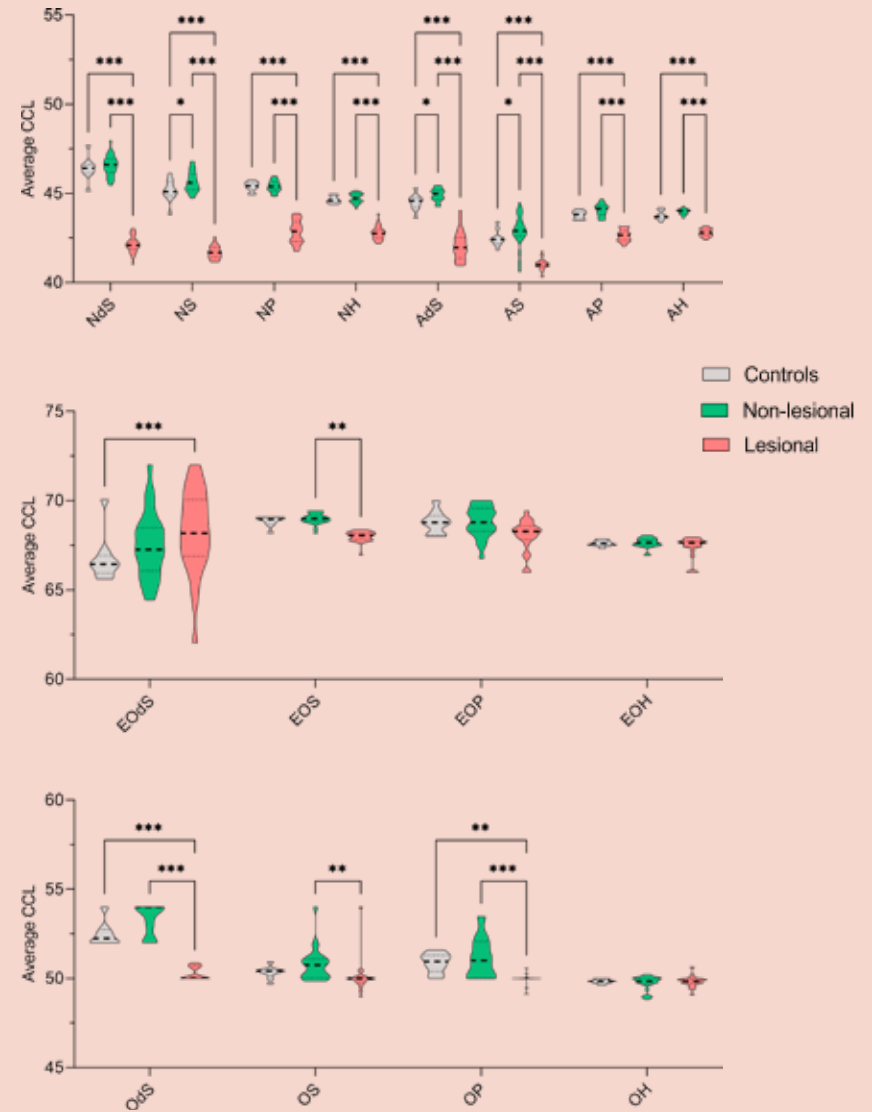 55
50
45
40
Average CCL
*** *** *** ***
*** *** *** ***
*** *** *** *** * *** * *** *** ***
* ***
NdS NS NP NH AdS AS AP AH
Controls
Non-lesional
Lesional
75
70
65
60
Average CCL
*** **
EOdS EOS EOP EOH
60
55
50
45
Average CCL
*** **
*** ** ***
OdS OS OP OH